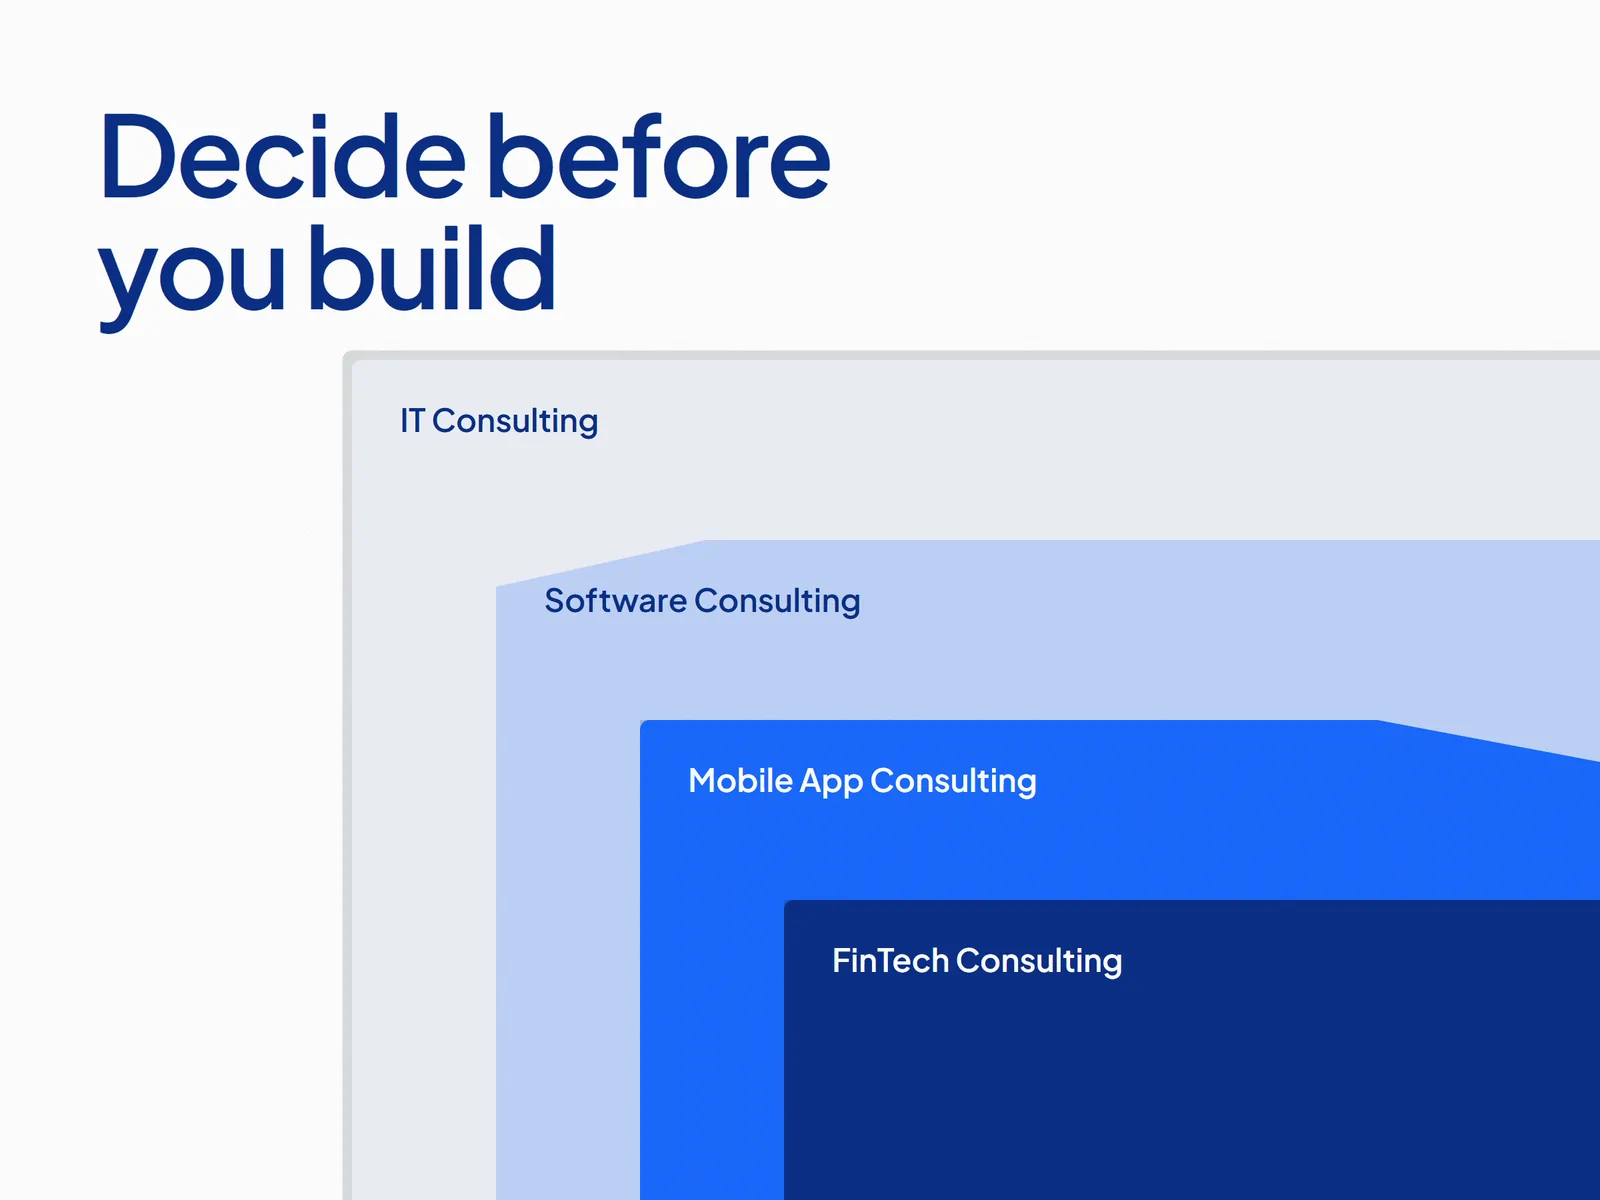 Decide before
you build
IT Consulting
Software Consulting
Mobile App Consulting
FinTech Consulting